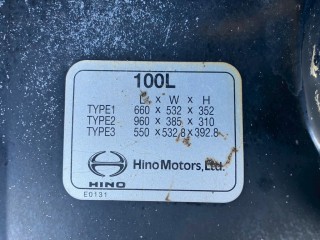 100L
L × W × H
TYPE1 660 × 532 × 352
TYPE2 960 × 385 × 310
TYPE3 550 × 532.8 × 392.8
Hino Motors, Ltd.
HINO
E0131